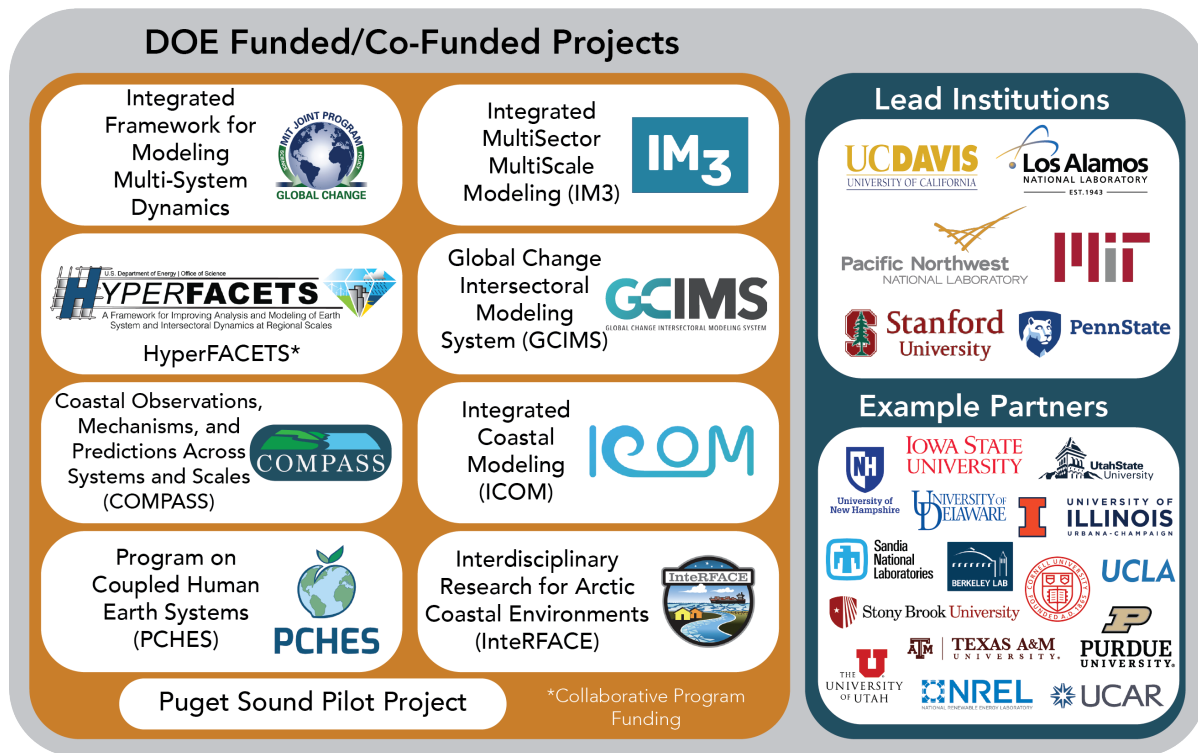 DOE Funded/Co-Funded Projects
Integrated
Framework for
Modeling
Multi-System
Dynamics
MIT JOINT PROGRAM
SCIENCE
POLICY
GLOBAL CHANGE
Integrated
MultiSector
MultiScale
Modeling (IM3)
IM3
U.S. Department of Energy | Office of Science
HYPERFACETS
A Framework for Improving Analysis and Modeling of Earth
System and Intersectoral Dynamics at Regional Scales
HyperFACETS*
Global Change
Intersectoral
Modeling
System (GCIMS)
GCIMS
GLOBAL CHANGE INTERSECTORAL MODELING SYSTEM
Coastal Observations,
Mechanisms, and
Predictions Across
Systems and Scales
(COMPASS)
COMPASS
Integrated
Coastal
Modeling
(ICOM)
ICOM
Program on
Coupled Human
Earth Systems
(PCHES)
PCHES
Interdisciplinary
Research for Arctic
Coastal Environments
(InteRFACE)
InteRFACE
Puget Sound Pilot Project
*Collaborative Program
Funding
Lead Institutions
UCDAVIS
UNIVERSITY OF CALIFORNIA
Los Alamos
NATIONAL LABORATORY
EST. 1943
Pacific Northwest
NATIONAL LABORATORY
MIT
Stanford
University
PennState
Example Partners
NH
University of
New Hampshire
IOWA STATE
UNIVERSITY
UtahState
University
UNIVERSITY OF
DELAWARE
UD
I
UNIVERSITY OF
ILLINOIS
URBANA-CHAMPAIGN
Sandia
National
Laboratories
BERKELEY LAB
CORNELL UNIVERSITY
FOUNDED A.D. 1865
UCLA
Stony Brook University
P
PURDUE
UNIVERSITY®
ATM
TEXAS A&M
UNIVERSITY®
U
THE
UNIVERSITY
OF UTAH
NREL
NATIONAL RENEWABLE ENERGY LABORATORY
UCAR